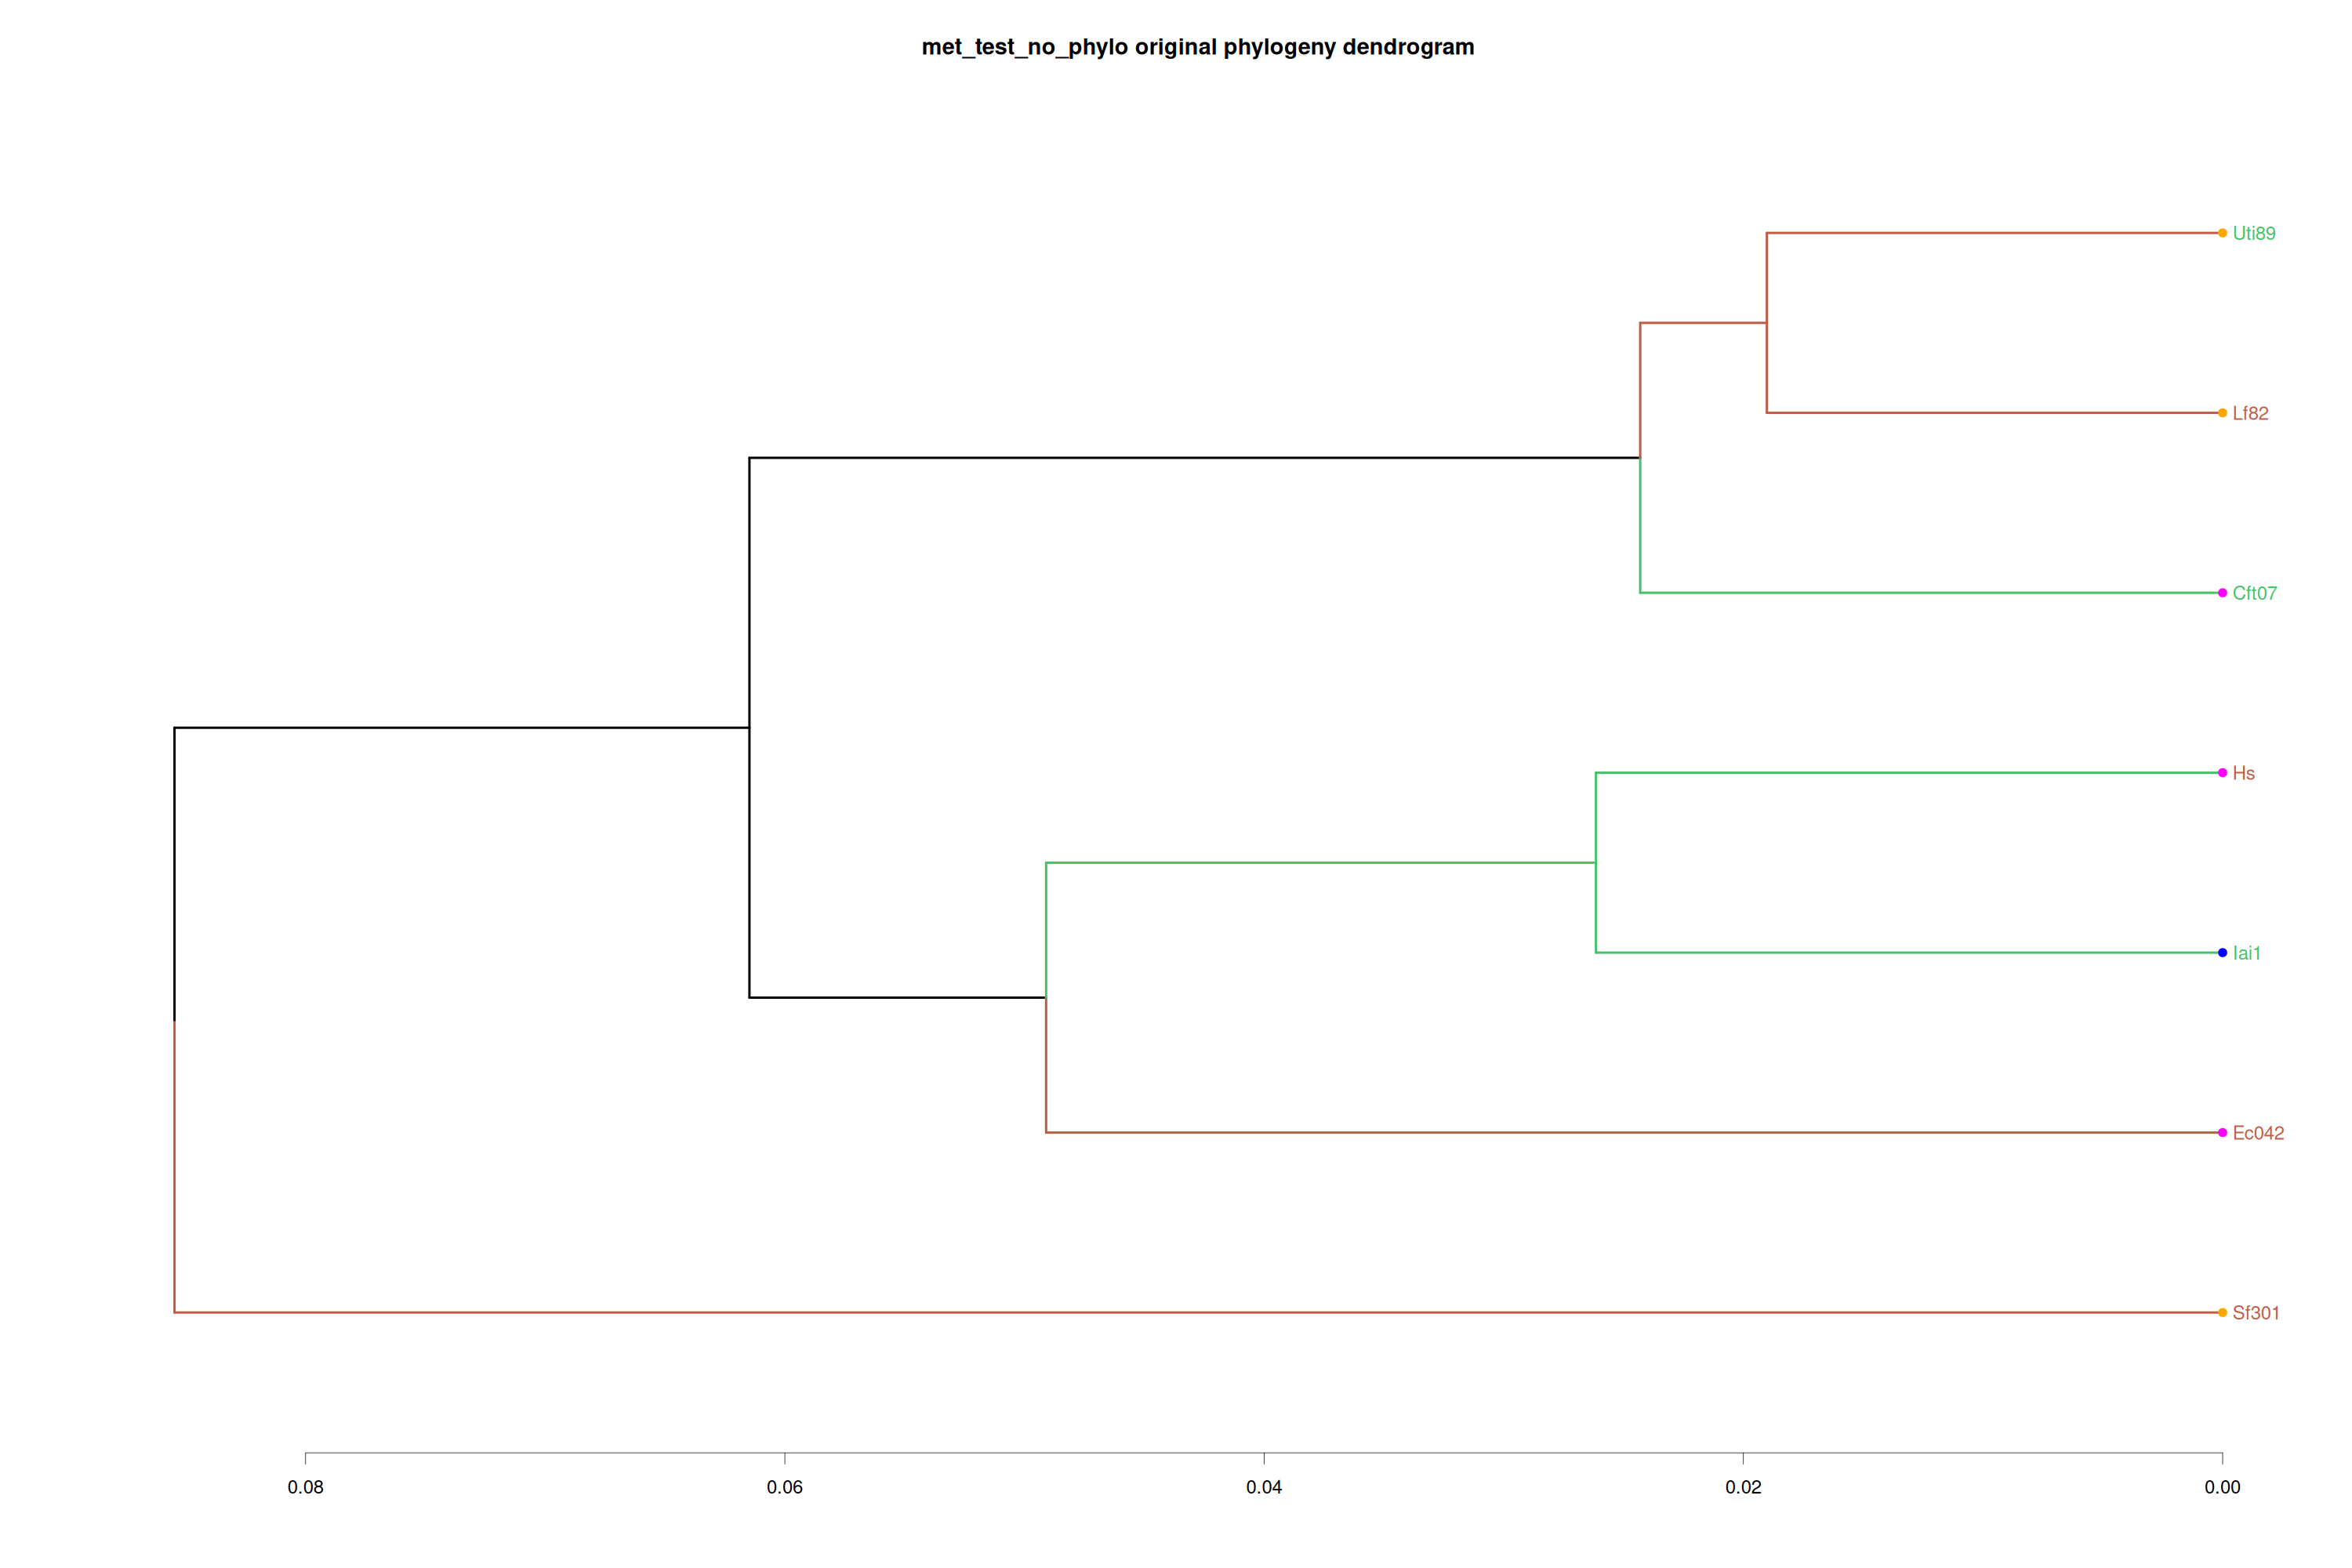 met_test_no_phylo original phylogeny dendrogram
Uti89
Lf82
Cft07
Hs
Iai1
Ec042
Sf301
0.08 0.06 0.04 0.02 0.00